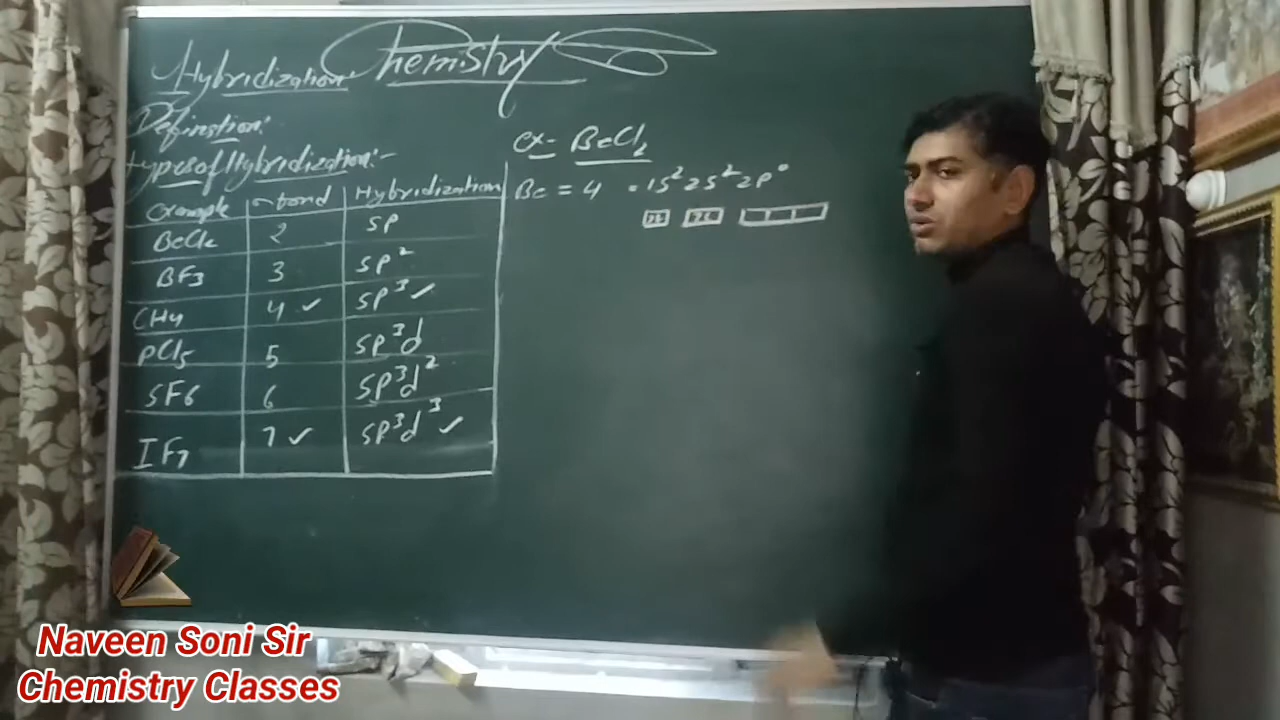 Hybridization Chemistry
Definition:
Types of Hybridization:-
example σ bond Hybridization
BeCl₂ 2 sp
BF3 3 sp²
CH4 4 ✓ sp³ ✓
PCl5 5 sp³d
SF6 6 sp³d²
IF7 7 ✓ sp³d³ ✓
ex- BeCl₂
Be = 4 = 1s² 2s² 2p⁰
Naveen Soni Sir
Chemistry Classes